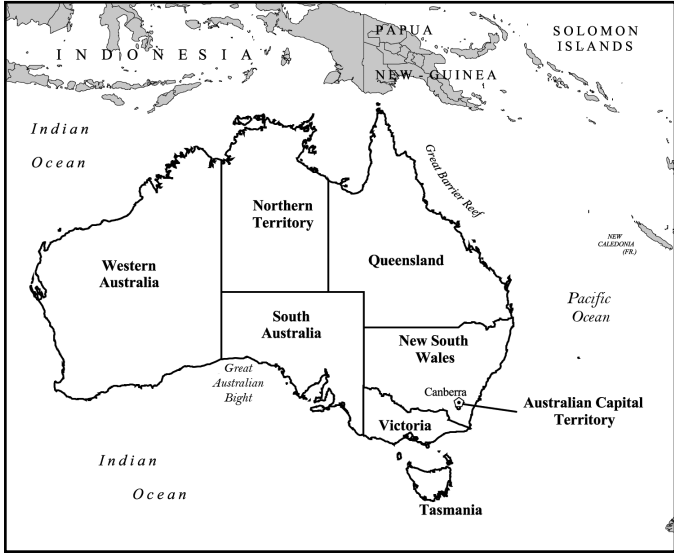 PAPUA
NEW - GUINEA
SOLOMON
ISLANDS
INDONESIA
Indian
Ocean
Great Barrier Reef
Northern
Territory
NEW
CALEDONIA
(FR.)
Western
Australia
Queensland
Pacific
Ocean
South
Australia
New South
Wales
Great
Australian
Bight
Canberra
Australian Capital
Territory
Victoria
Indian
Ocean
Tasmania